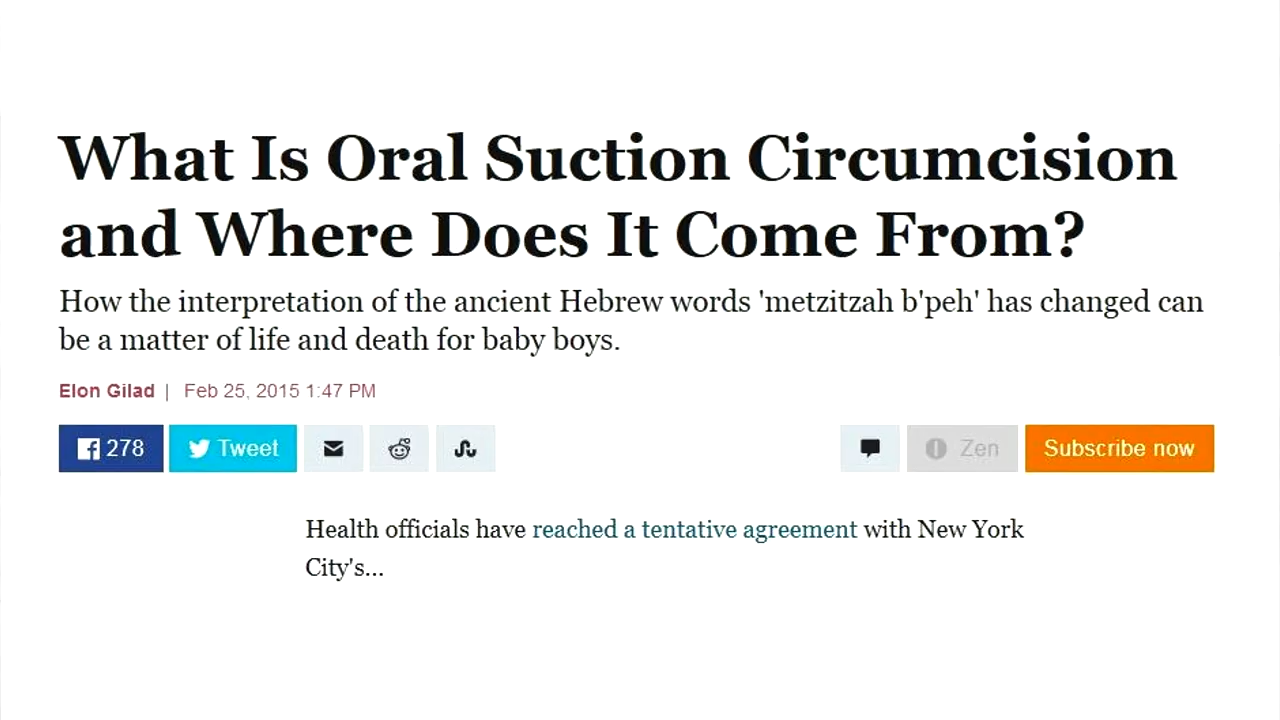 What Is Oral Suction Circumcision
and Where Does It Come From?
How the interpretation of the ancient Hebrew words 'metzitzah b'peh' has changed can
be a matter of life and death for baby boys.
Elon Gilad | Feb 25, 2015 1:47 PM
278 Tweet Zen Subscribe now
Health officials have reached a tentative agreement with New York
City's...